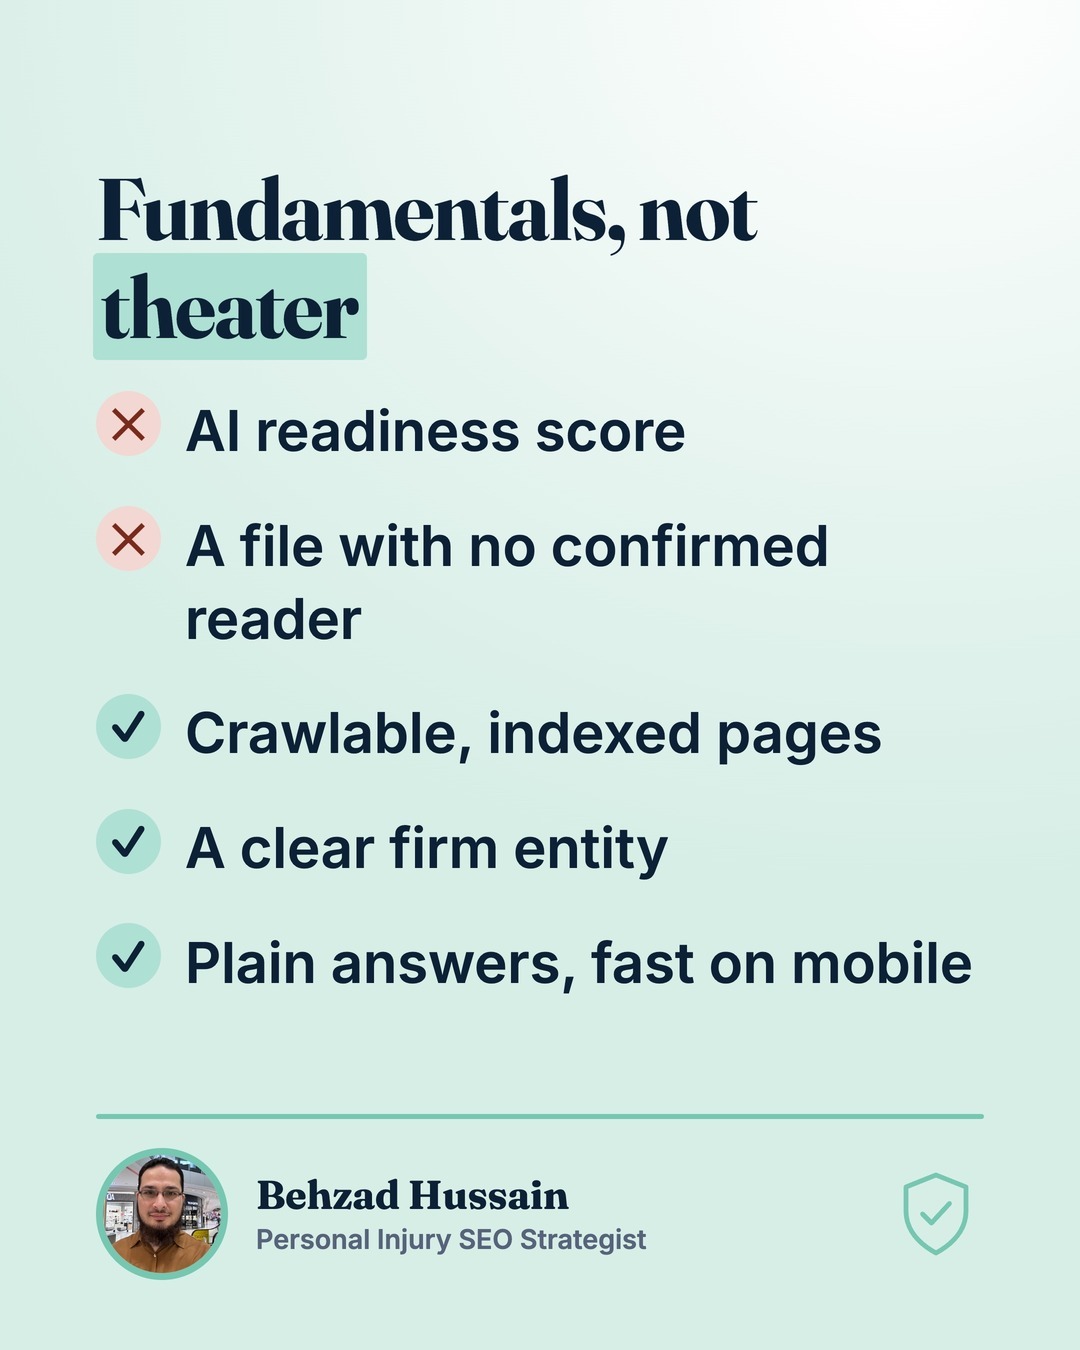 Fundamentals, not
theater
AI readiness score
A file with no confirmed
reader
Crawlable, indexed pages
A clear firm entity
Plain answers, fast on mobile
Behzad Hussain
Personal Injury SEO Strategist